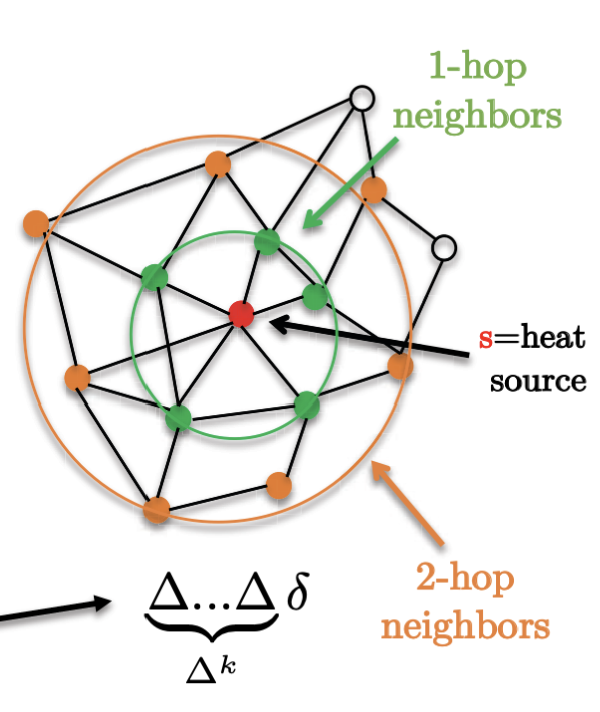 1-hop
neighbors
s=heat
source
2-hop
neighbors
Δ...Δ δ
Δ^k